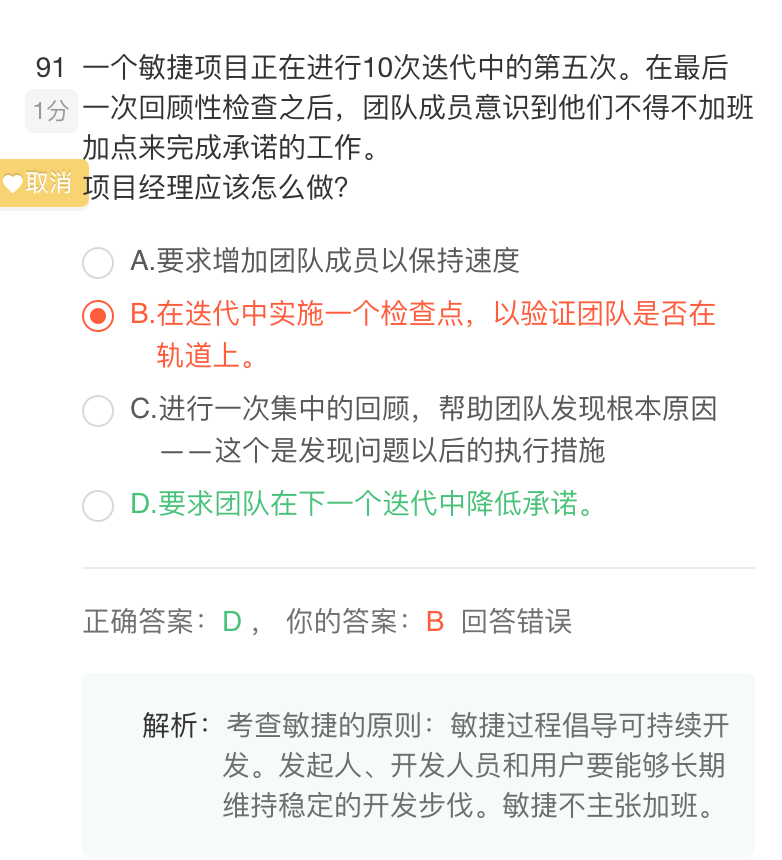 91 一个敏捷项目正在进行10次迭代中的第五次。在最后
1分 一次回顾性检查之后，团队成员意识到他们不得不加班
加点来完成承诺的工作。
取消 项目经理应该怎么做？
A.要求增加团队成员以保持速度
B.在迭代中实施一个检查点，以验证团队是否在
轨道上。
C.进行一次集中的回顾，帮助团队发现根本原因
——这个是发现问题以后的执行措施
D.要求团队在下一个迭代中降低承诺。
正确答案：D， 你的答案：B 回答错误
解析：考查敏捷的原则：敏捷过程倡导可持续开
发。发起人、开发人员和用户要能够长期
维持稳定的开发步伐。敏捷不主张加班。